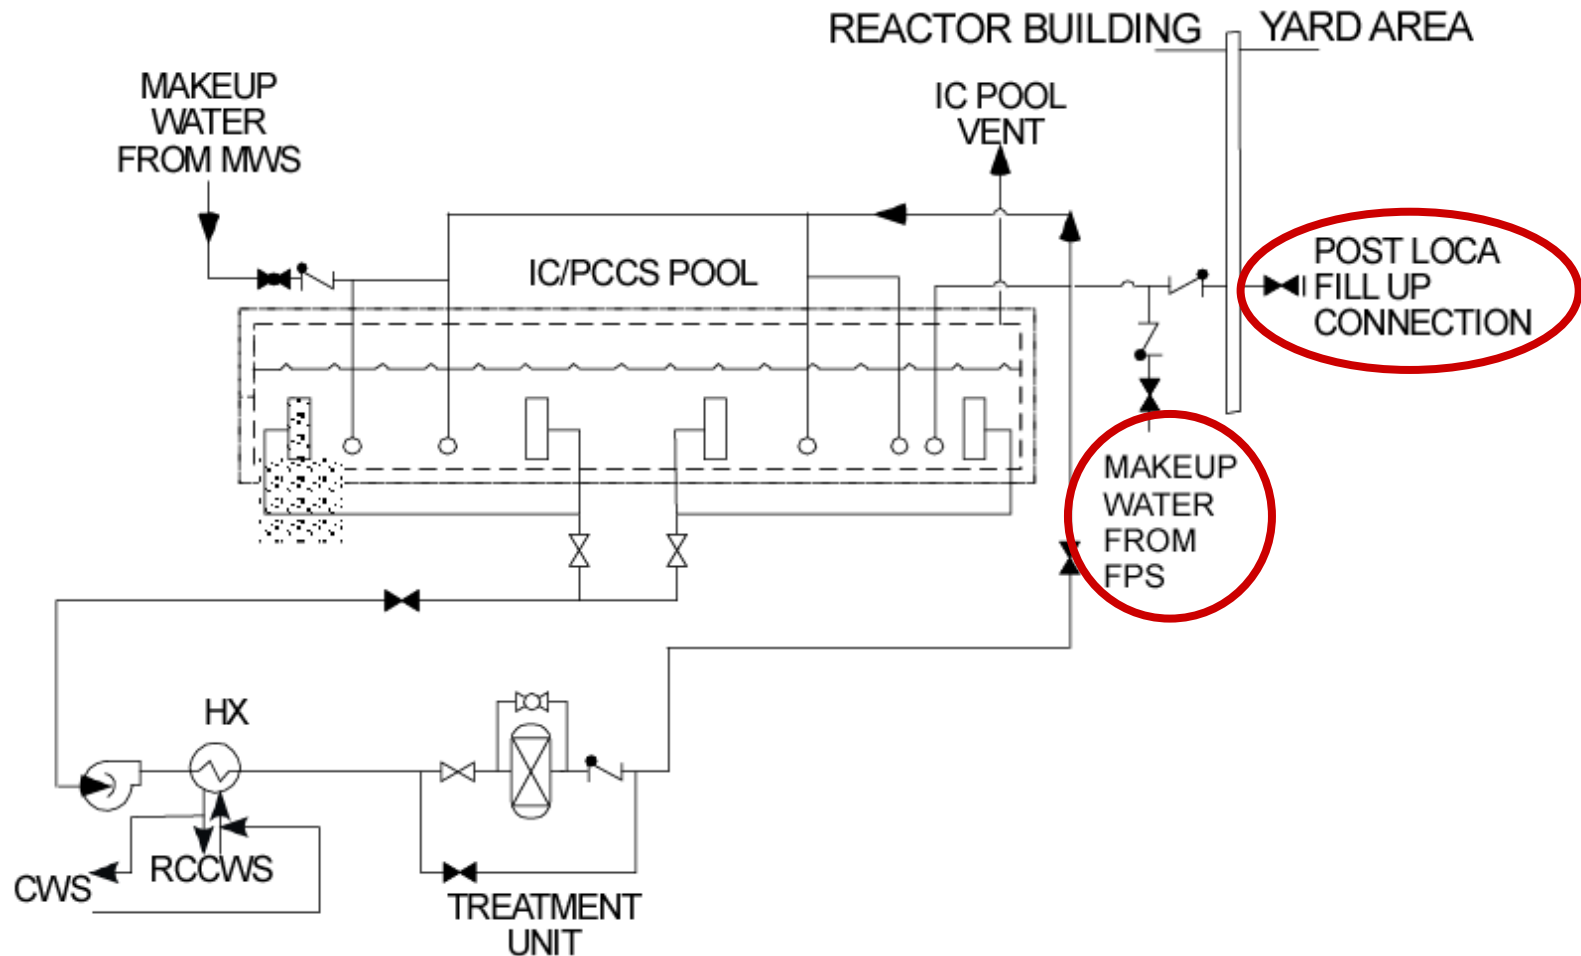 REACTOR BUILDING
YARD AREA
MAKEUP
WATER
FROM MWS
IC POOL
VENT
IC/PCCS POOL
POST LOCA
FILL UP
CONNECTION
MAKEUP
WATER
FROM
FPS
HX
RCCWS
CWS
TREATMENT
UNIT